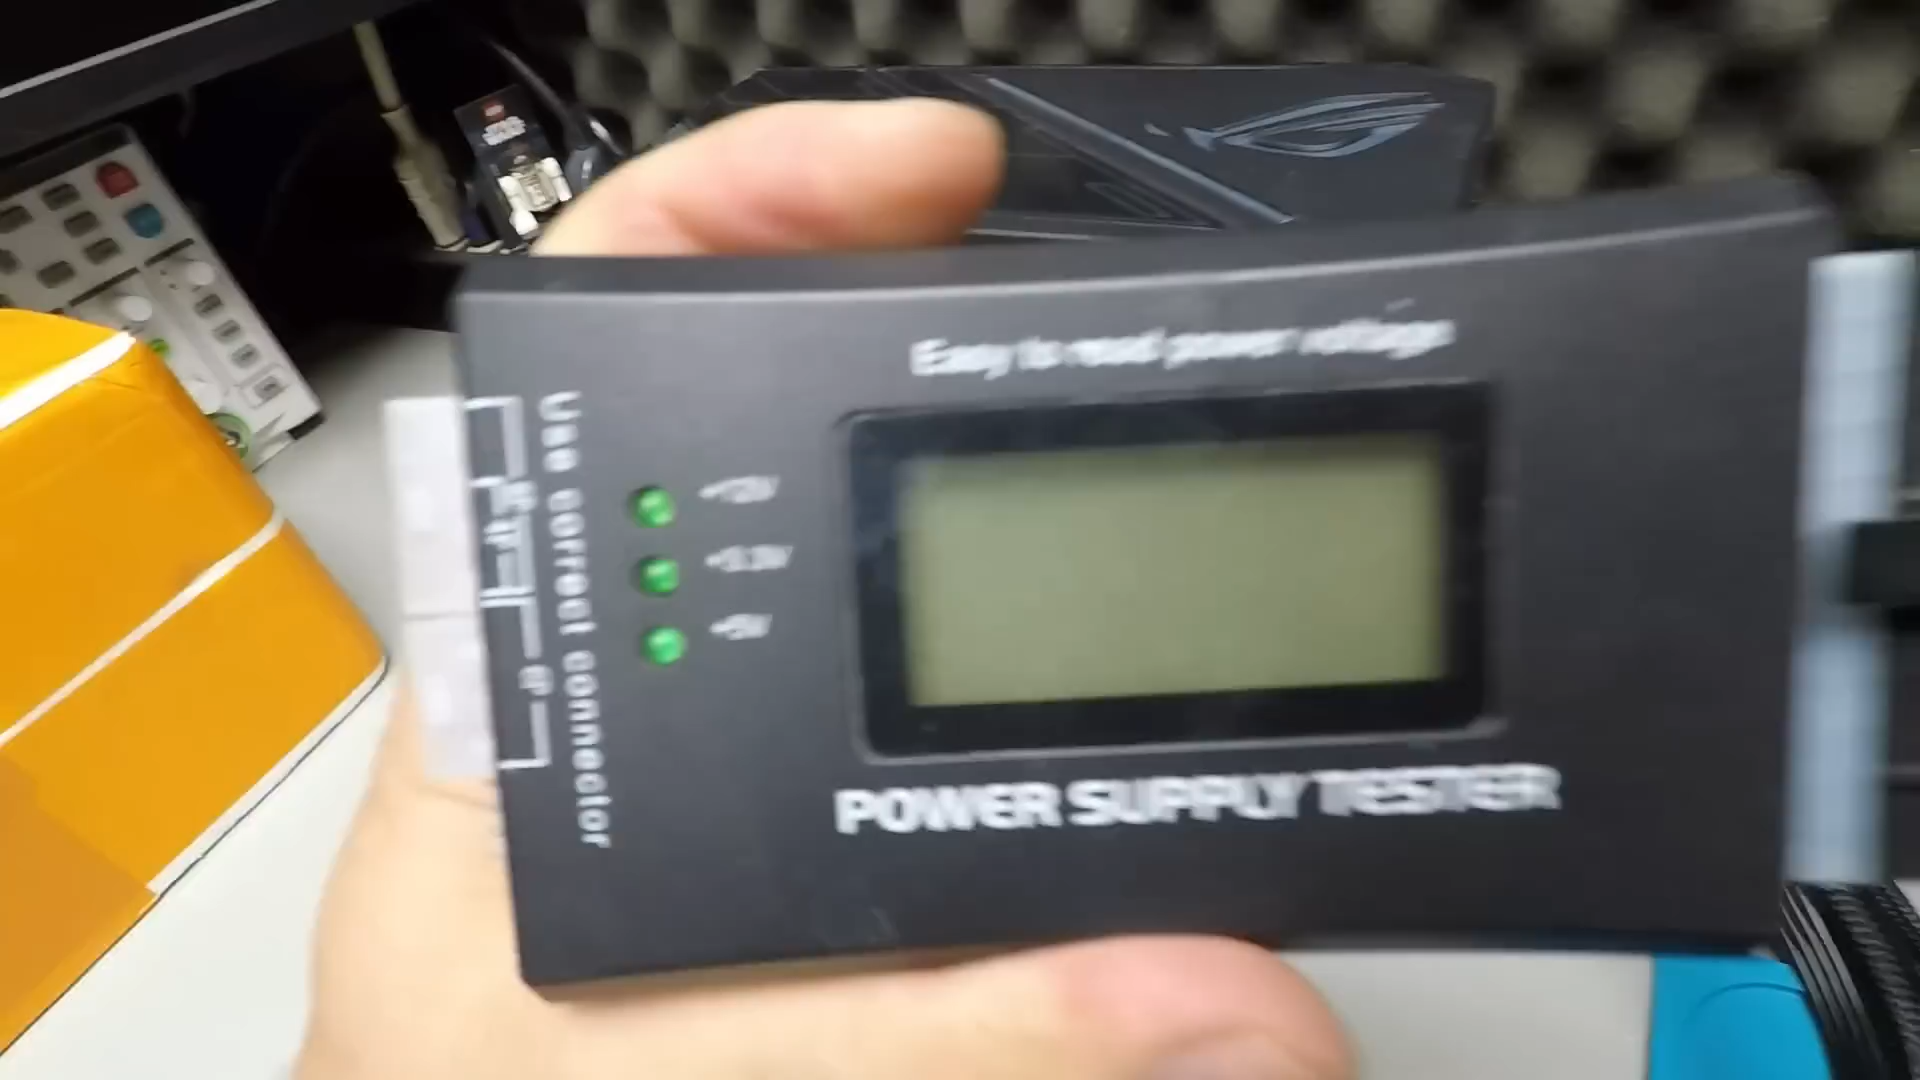 Easy to read power voltage
Use correct connector
+12V
+3.3V
+5V
POWER SUPPLY TESTER